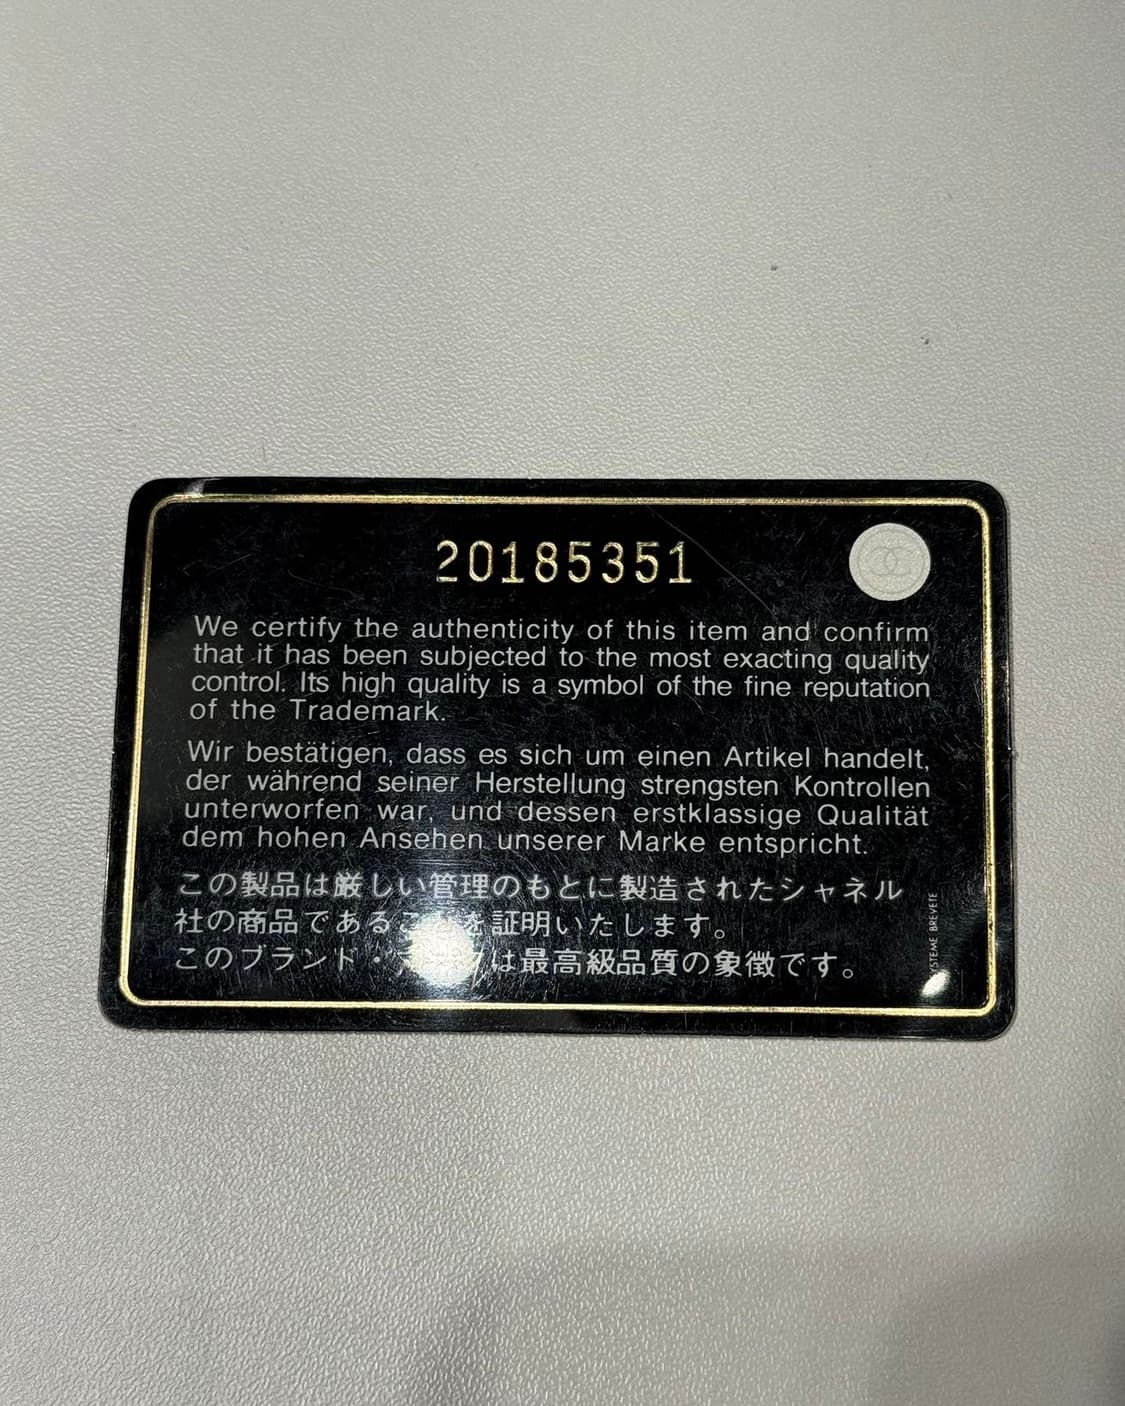 20185351
We certify the authenticity of this item and confirm
that it has been subjected to the most exacting quality
control. Its high quality is a symbol of the fine reputation
of the Trademark.
Wir bestätigen, dass es sich um einen Artikel handelt,
der während seiner Herstellung strengsten Kontrollen
unterworfen war, und dessen erstklassige Qualität
dem hohen Ansehen unserer Marke entspricht.
この製品は厳しい管理のもとに製造されたシャネル
社の商品であることを証明いたします。
このブランド・は最高級品質の象徴です。
BREVETE